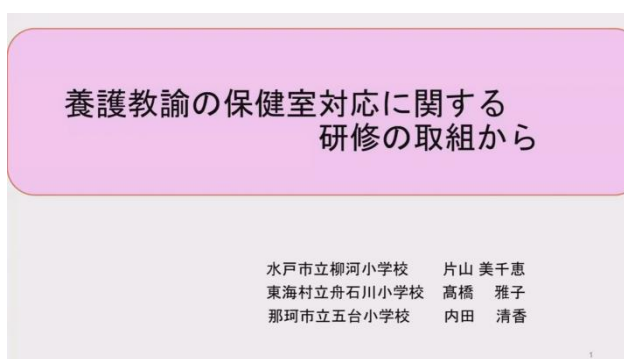 養護教諭の保健室対応に関する
研修の取組から
水戸市立柳河小学校　片山 美千恵
東海村立舟石川小学校　髙橋　雅子
那珂市立五台小学校　内田　清香
1